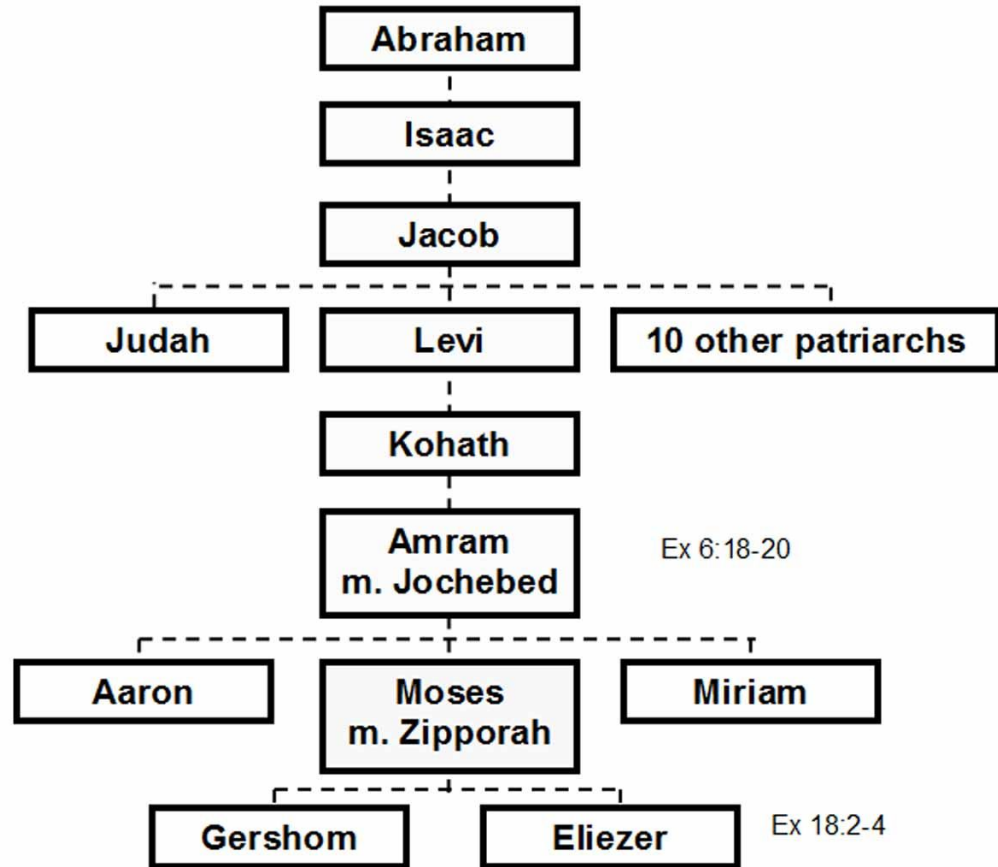 Abraham
Isaac
Jacob
Judah
Levi
10 other patriarchs
Kohath
Amram
m. Jochebed
Ex 6:18-20
Aaron
Moses
m. Zipporah
Miriam
Gershom
Eliezer
Ex 18:2-4